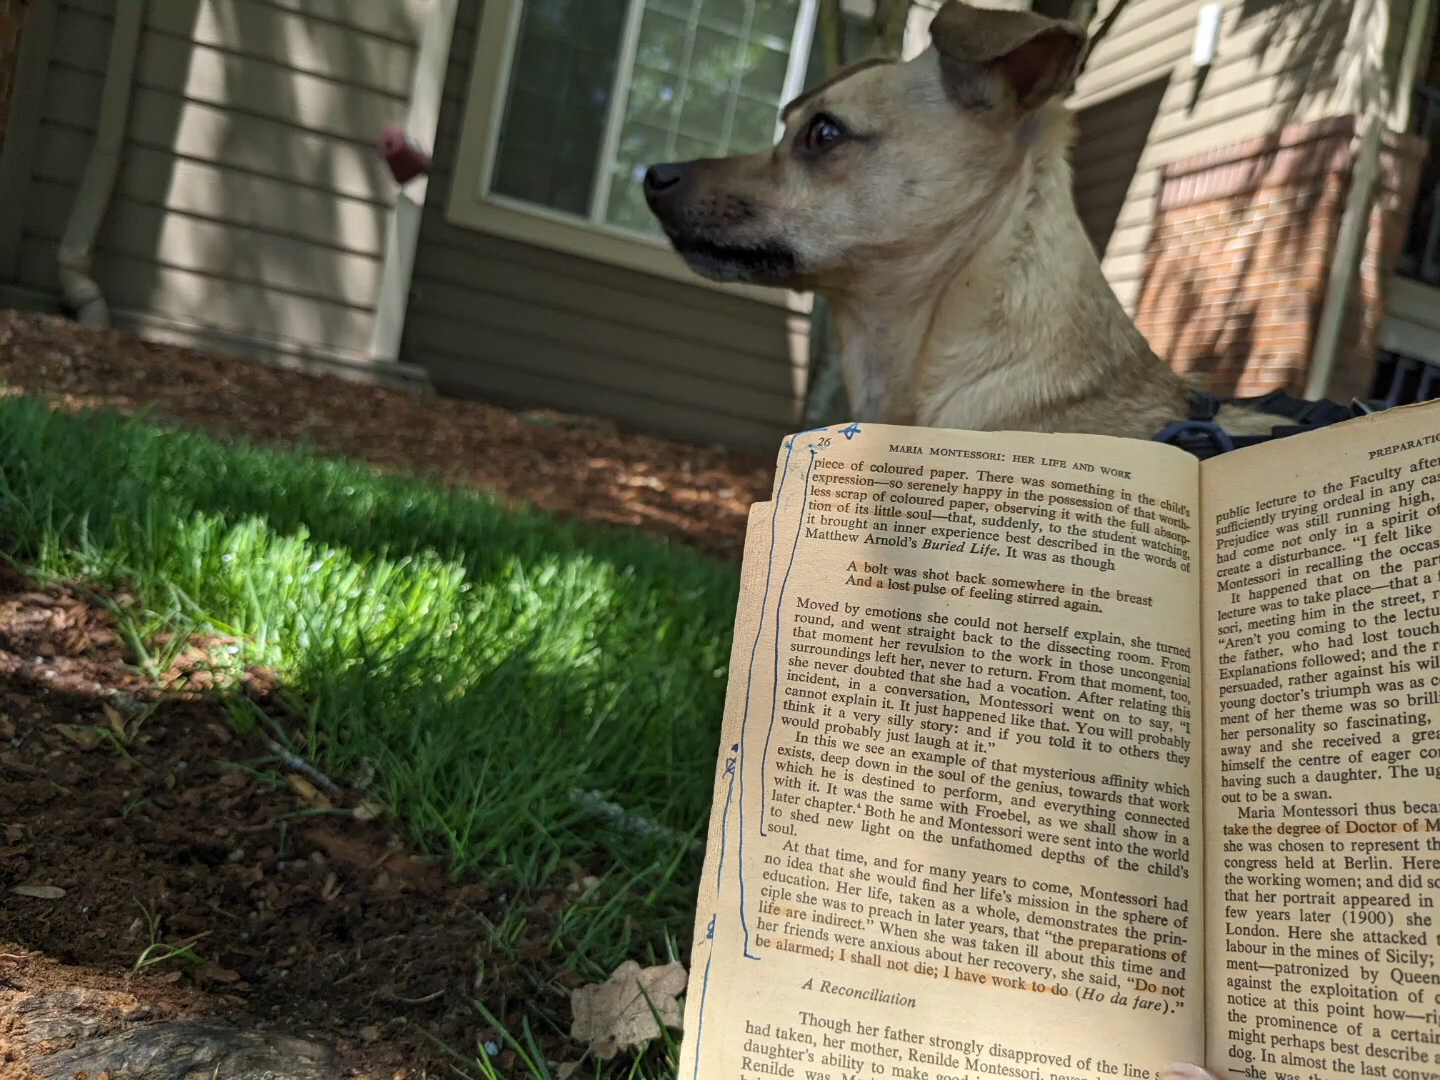 26
MARIA MONTESSORI: HER LIFE AND WORK
piece of coloured paper. There was something in the child's
expression—so serenely happy in the possession of that worth-
less scrap of coloured paper, observing it with the full absorp-
tion of its little soul—that, suddenly, to the student watching,
it brought an inner experience best described in the words of
Matthew Arnold's Buried Life. It was as though
A bolt was shot back somewhere in the breast
And a lost pulse of feeling stirred again.
Moved by emotions she could not herself explain, she turned
round, and went straight back to the dissecting room. From
that moment her revulsion to the work in those uncongenial
surroundings left her, never to return. From that moment, too,
she never doubted that she had a vocation. After relating this
incident, in a conversation, Montessori went on to say, "I
cannot explain it. It just happened like that. You will probably
think it a very silly story: and if you told it to others they
would probably just laugh at it."
In this we see an example of that mysterious affinity which
exists, deep down in the soul of the genius, towards that work
which he is destined to perform, and everything connected
with it. It was the same with Froebel, as we shall show in a
later chapter.⁴ Both he and Montessori were sent into the world
to shed new light on the unfathomed depths of the child's
soul.
At that time, and for many years to come, Montessori had
no idea that she would find her life's mission in the sphere of
education. Her life, taken as a whole, demonstrates the prin-
ciple she was to preach in later years, that "the preparations of
life are indirect." When she was taken ill about this time and
her friends were anxious about her recovery, she said, "Do not
be alarmed; I shall not die; I have work to do (Ho da fare)."
A Reconciliation
Though her father strongly disapproved of the line s
had taken, her mother, Renilde Montessori, never
daughter's ability to make good
Renilde was
PREPARATIO
public lecture to the Faculty after
sufficiently trying ordeal in any cas
Prejudice was still running high,
had come not only in a spirit of
create a disturbance. "I felt like
Montessori in recalling the occas
It happened that on the part
lecture was to take place—that a f
sori, meeting him in the street, r
"Aren't you coming to the lectu
the father, who had lost touch
Explanations followed; and the r
persuaded, rather against his wil
young doctor's triumph was as c
ment of her theme was so brilli
her personality so fascinating,
away and she received a grea
himself the centre of eager con
having such a daughter. The ug
out to be a swan.
Maria Montessori thus becam
take the degree of Doctor of M
she was chosen to represent th
congress held at Berlin. Here
the working women; and did so
that her portrait appeared in
few years later (1900) she
London. Here she attacked t
labour in the mines of Sicily;
ment—patronized by Queen
against the exploitation of c
notice at this point how—rig
the prominence of a certain
might perhaps best describe a
dog. In almost the last conv
—she was th